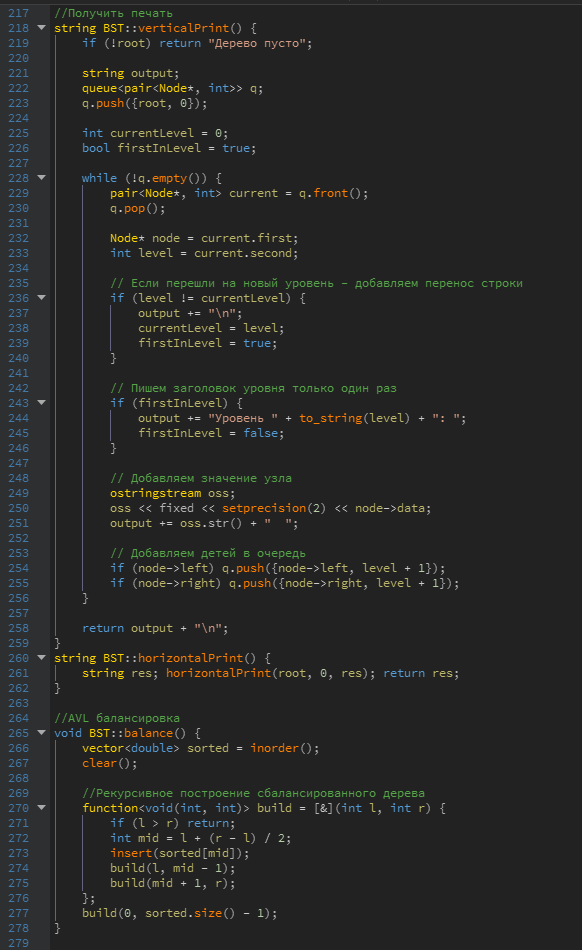 217 //Получить печать
218 string BST::verticalPrint() {
219     if (!root) return "Дерево пусто";
220
221     string output;
222     queue<pair<Node*, int>> q;
223     q.push({root, 0});
224
225     int currentLevel = 0;
226     bool firstInLevel = true;
227
228     while (!q.empty()) {
229         pair<Node*, int> current = q.front();
230         q.pop();
231
232         Node* node = current.first;
233         int level = current.second;
234
235         // Если перешли на новый уровень – добавляем перенос строки
236         if (level != currentLevel) {
237             output += "\n";
238             currentLevel = level;
239             firstInLevel = true;
240         }
241
242         // Пишем заголовок уровня только один раз
243         if (firstInLevel) {
244             output += "Уровень " + to_string(level) + ": ";
245             firstInLevel = false;
246         }
247
248         // Добавляем значение узла
249         ostringstream oss;
250         oss << fixed << setprecision(2) << node->data;
251         output += oss.str() + "  ";
252
253         // Добавляем детей в очередь
254         if (node->left) q.push({node->left, level + 1});
255         if (node->right) q.push({node->right, level + 1});
256     }
257
258     return output + "\n";
259 }
260 string BST::horizontalPrint() {
261     string res; horizontalPrint(root, 0, res); return res;
262 }
263
264 //AVL балансировка
265 void BST::balance() {
266     vector<double> sorted = inorder();
267     clear();
268
269     //Рекурсивное построение сбалансированного дерева
270     function<void(int, int)> build = [&](int l, int r) {
271         if (l > r) return;
272         int mid = l + (r - l) / 2;
273         insert(sorted[mid]);
274         build(l, mid - 1);
275         build(mid + 1, r);
276     };
277     build(0, sorted.size() - 1);
278 }
279